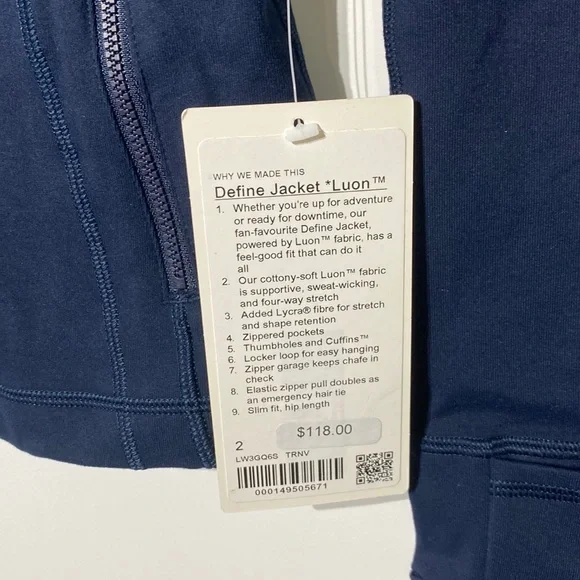 WHY WE MADE THIS
Define Jacket *Luon™
1. Whether you're up for adventure
or ready for downtime, our
fan-favourite Define Jacket,
powered by Luon™ fabric, has a
feel-good fit that can do it
all
2. Our cottony-soft Luon™ fabric
is supportive, sweat-wicking,
and four-way stretch
3. Added Lycra® fibre for stretch
and shape retention
4. Zippered pockets
5. Thumbholes and Cuffins™
6. Locker loop for easy hanging
7. Zipper garage keeps chafe in
check
8. Elastic zipper pull doubles as
an emergency hair tie
9. Slim fit, hip length
2 $118.00
LW3GQ6S TRNV
000149505671